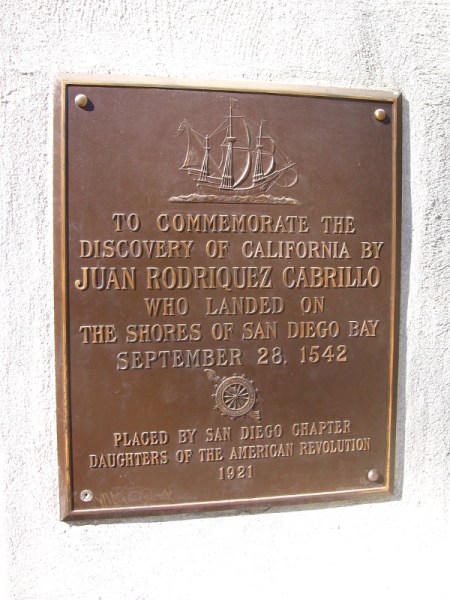 TO COMMEMORATE THE
DISCOVERY OF CALIFORNIA BY
JUAN RODRIQUEZ CABRILLO
WHO LANDED ON
THE SHORES OF SAN DIEGO BAY
SEPTEMBER 28, 1542
PLACED BY SAN DIEGO CHAPTER
DAUGHTERS OF THE AMERICAN REVOLUTION
1921